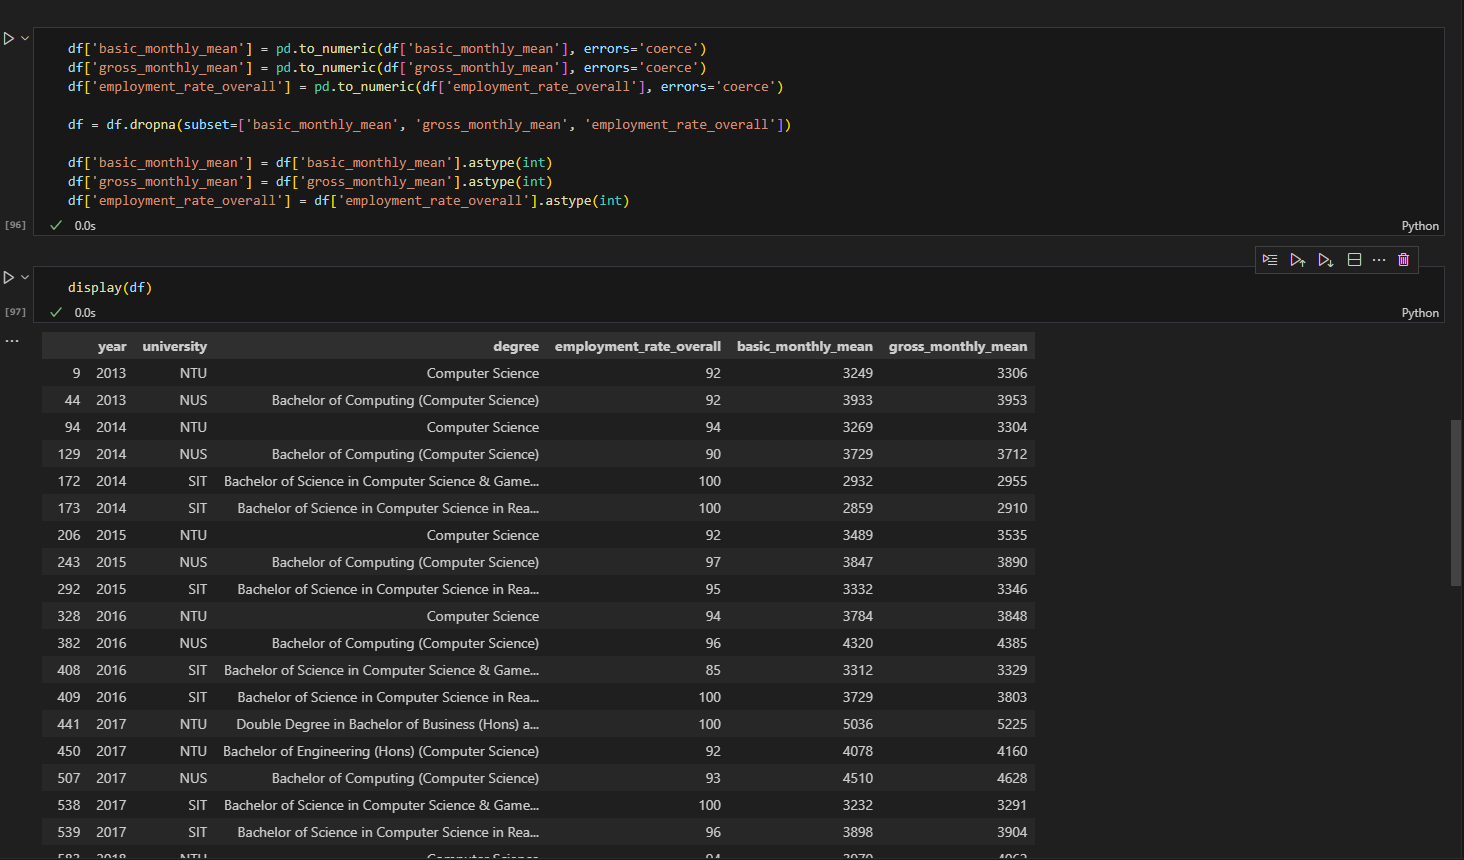 df['basic_monthly_mean'] = pd.to_numeric(df['basic_monthly_mean'], errors='coerce')
df['gross_monthly_mean'] = pd.to_numeric(df['gross_monthly_mean'], errors='coerce')
df['employment_rate_overall'] = pd.to_numeric(df['employment_rate_overall'], errors='coerce')
df = df.dropna(subset=['basic_monthly_mean', 'gross_monthly_mean', 'employment_rate_overall'])
df['basic_monthly_mean'] = df['basic_monthly_mean'].astype(int)
df['gross_monthly_mean'] = df['gross_monthly_mean'].astype(int)
df['employment_rate_overall'] = df['employment_rate_overall'].astype(int)
[96] 0.0s Python
display(df)
[97] 0.0s Python
year university degree employment_rate_overall basic_monthly_mean gross_monthly_mean
9 2013 NTU Computer Science 92 3249 3306
44 2013 NUS Bachelor of Computing (Computer Science) 92 3933 3953
94 2014 NTU Computer Science 94 3269 3304
129 2014 NUS Bachelor of Computing (Computer Science) 90 3729 3712
172 2014 SIT Bachelor of Science in Computer Science & Game... 100 2932 2955
173 2014 SIT Bachelor of Science in Computer Science in Rea... 100 2859 2910
206 2015 NTU Computer Science 92 3489 3535
243 2015 NUS Bachelor of Computing (Computer Science) 97 3847 3890
292 2015 SIT Bachelor of Science in Computer Science in Rea... 95 3332 3346
328 2016 NTU Computer Science 94 3784 3848
382 2016 NUS Bachelor of Computing (Computer Science) 96 4320 4385
408 2016 SIT Bachelor of Science in Computer Science & Game... 85 3312 3329
409 2016 SIT Bachelor of Science in Computer Science in Rea... 100 3729 3803
441 2017 NTU Double Degree in Bachelor of Business (Hons) a... 100 5036 5225
450 2017 NTU Bachelor of Engineering (Hons) (Computer Science) 92 4078 4160
507 2017 NUS Bachelor of Computing (Computer Science) 93 4510 4628
538 2017 SIT Bachelor of Science in Computer Science & Game... 100 3232 3291
539 2017 SIT Bachelor of Science in Computer Science in Rea... 96 3898 3904
2018 NTU Computer Science 94